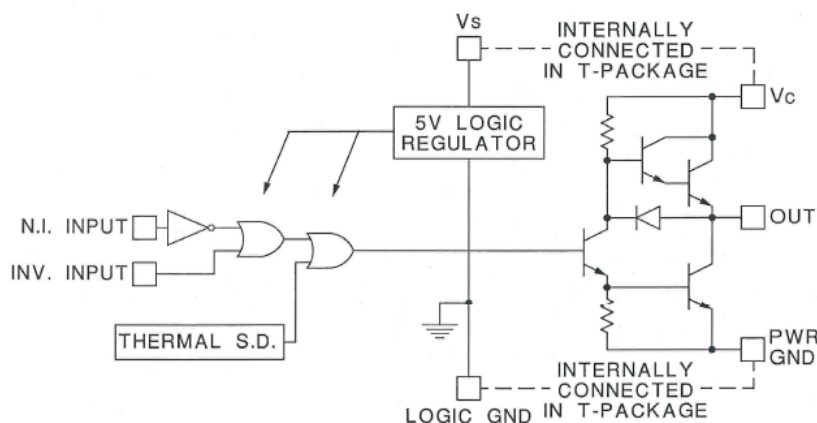 Vs
INTERNALLY
CONNECTED
IN T-PACKAGE
Vc
5V LOGIC
REGULATOR
N.I. INPUT
OUT
INV. INPUT
THERMAL S.D.
PWR
GND
INTERNALLY
CONNECTED
IN T-PACKAGE
LOGIC GND